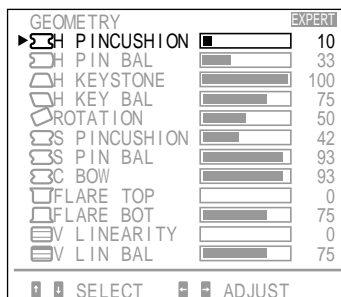 GEOMETRY EXPERT
H PINCUSHION 10
H PIN BAL 33
H KEYSTONE 100
H KEY BAL 75
ROTATION 50
S PINCUSHION 42
S PIN BAL 93
C BOW 93
FLARE TOP 0
FLARE BOT 75
V LINEARITY 0
V LIN BAL 75
SELECT ADJUST